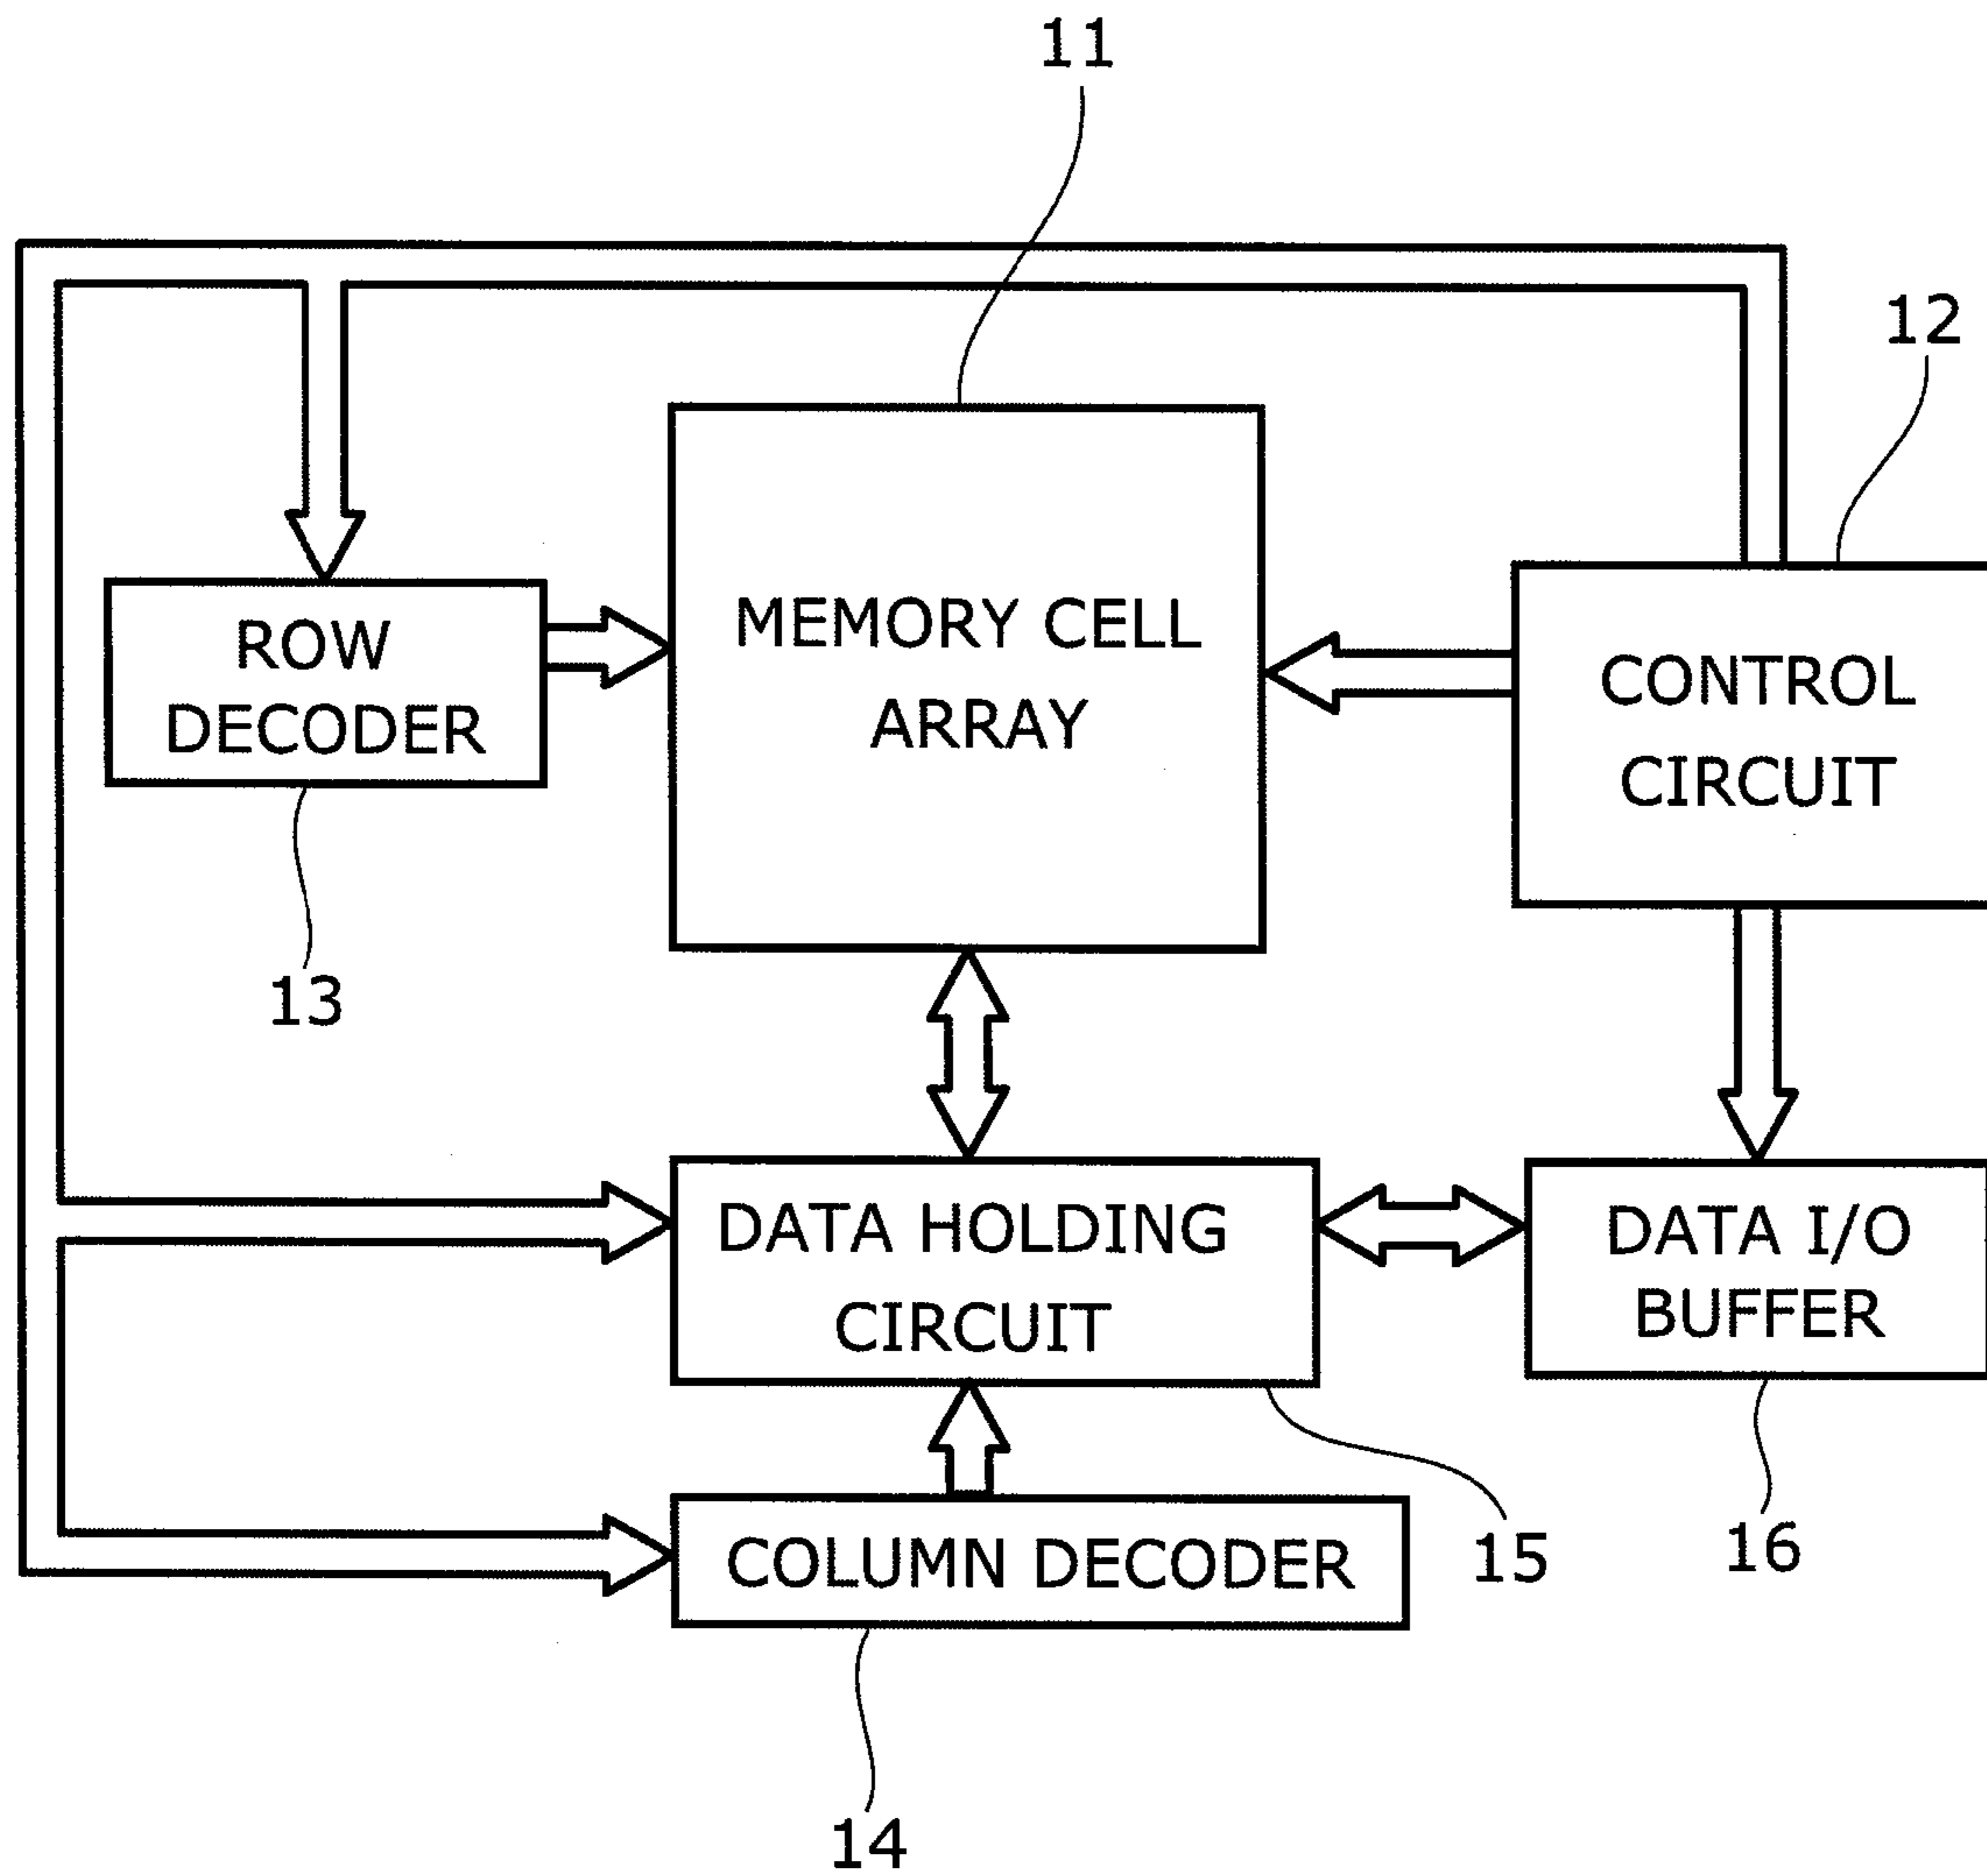 11
12
MEMORY CELL
ARRAY
ROW
DECODER
CONTROL
CIRCUIT
13
DATA HOLDING
CIRCUIT
DATA I/O
BUFFER
COLUMN DECODER
15
16
14